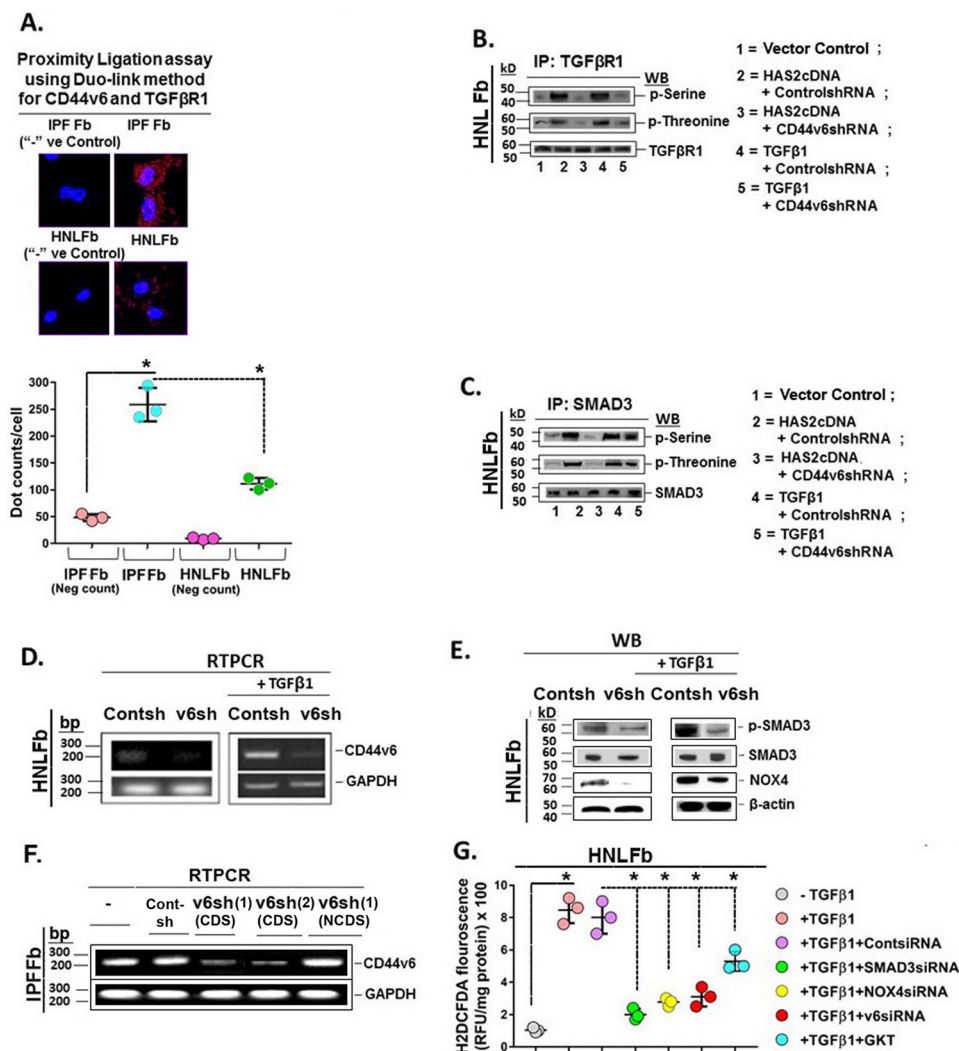 A.
Proximity Ligation assay
using Duo-link method
for CD44v6 and TGFβR1
IPF Fb IPF Fb
("-" ve Control)
HNLFb HNLFb
("-" ve Control)
Dot counts/cell
300
250
200
150
100
50
0
IPF Fb IPF Fb HNLFb HNLFb
(Neg count) (Neg count)
* *
B.
HNL Fb
kD IP: TGFβR1 WB
50 p-Serine
40
60 p-Threonine
50
60 TGFβR1
50
1 2 3 4 5
1 = Vector Control ;
2 = HAS2cDNA
+ ControlshRNA ;
3 = HAS2cDNA
+ CD44v6shRNA ;
4 = TGFβ1
+ ControlshRNA ;
5 = TGFβ1
+ CD44v6shRNA
C.
HNLFb
kD IP: SMAD3 WB
50 p-Serine
40
60 p-Threonine
50
60 SMAD3
50
1 2 3 4 5
1 = Vector Control ;
2 = HAS2cDNA
+ ControlshRNA ;
3 = HAS2cDNA
+ CD44v6shRNA ;
4 = TGFβ1
+ ControlshRNA ;
5 = TGFβ1
+ CD44v6shRNA
D.
RTPCR
+ TGFβ1
HNLFb
bp Contsh v6sh Contsh v6sh
300 CD44v6
200
300 GAPDH
200
E.
WB
+ TGFβ1
Contsh v6sh Contsh v6sh
HNLFb
kD
60 p-SMAD3
50
60 SMAD3
50
70 NOX4
60
50 β-actin
40
F.
RTPCR
- Cont-sh v6sh(1) (CDS) v6sh(2) (CDS) v6sh(1) (NCDS)
IPFFb
bp
300 CD44v6
200
300 GAPDH
200
G.
HNLFb
H2DCFDA flouroscence
(RFU/mg protein) x 100
10
8
6
4
2
0
* * * * *
- TGFβ1
+TGFβ1
+TGFβ1+ContsiRNA
+TGFβ1+SMAD3siRNA
+TGFβ1+NOX4siRNA
+TGFβ1+v6siRNA
+TGFβ1+GKT